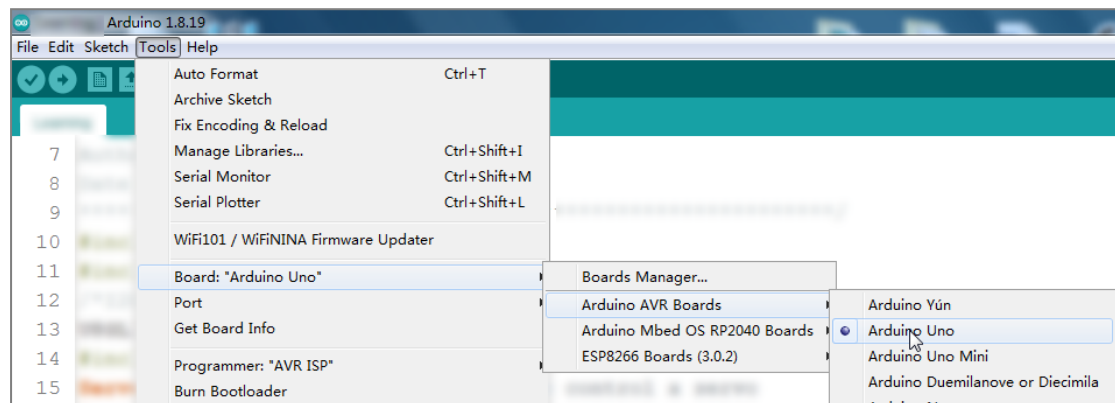 Arduino 1.8.19
File Edit Sketch Tools Help
Auto Format Ctrl+T
Archive Sketch
Fix Encoding & Reload
Manage Libraries... Ctrl+Shift+I
Serial Monitor Ctrl+Shift+M
Serial Plotter Ctrl+Shift+L
WiFi101 / WiFiNINA Firmware Updater
Board: "Arduino Uno"
Port
Get Board Info
Programmer: "AVR ISP"
Burn Bootloader
Boards Manager...
Arduino AVR Boards
Arduino Mbed OS RP2040 Boards
ESP8266 Boards (3.0.2)
Arduino Yún
Arduino Uno
Arduino Uno Mini
Arduino Duemilanove or Diecimila
7
8
9
10
11
12
13
14
15 control a servo